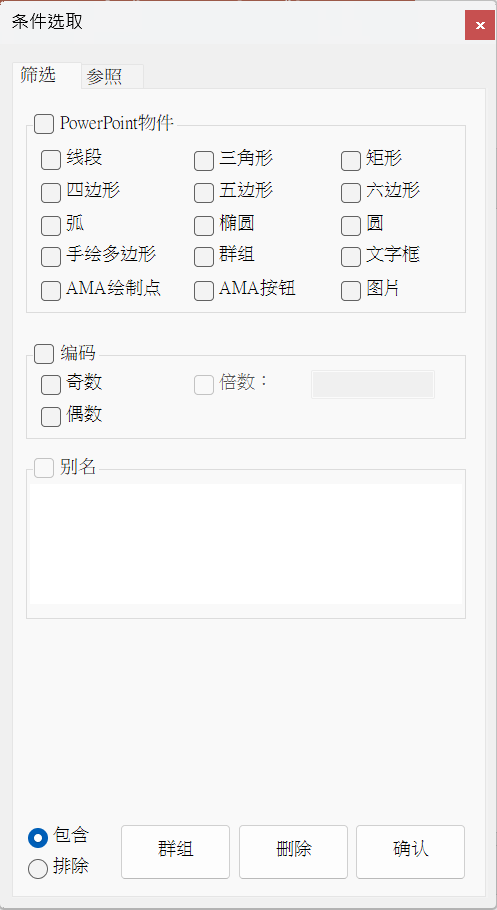 条件选取
筛选 参照
PowerPoint物件
线段 三角形 矩形
四边形 五边形 六边形
弧 椭圆 圆
手绘多边形 群组 文字框
AMA绘制点 AMA按钮 图片
编码
奇数 倍数：
偶数
别名
包含
排除
群组 删除 确认